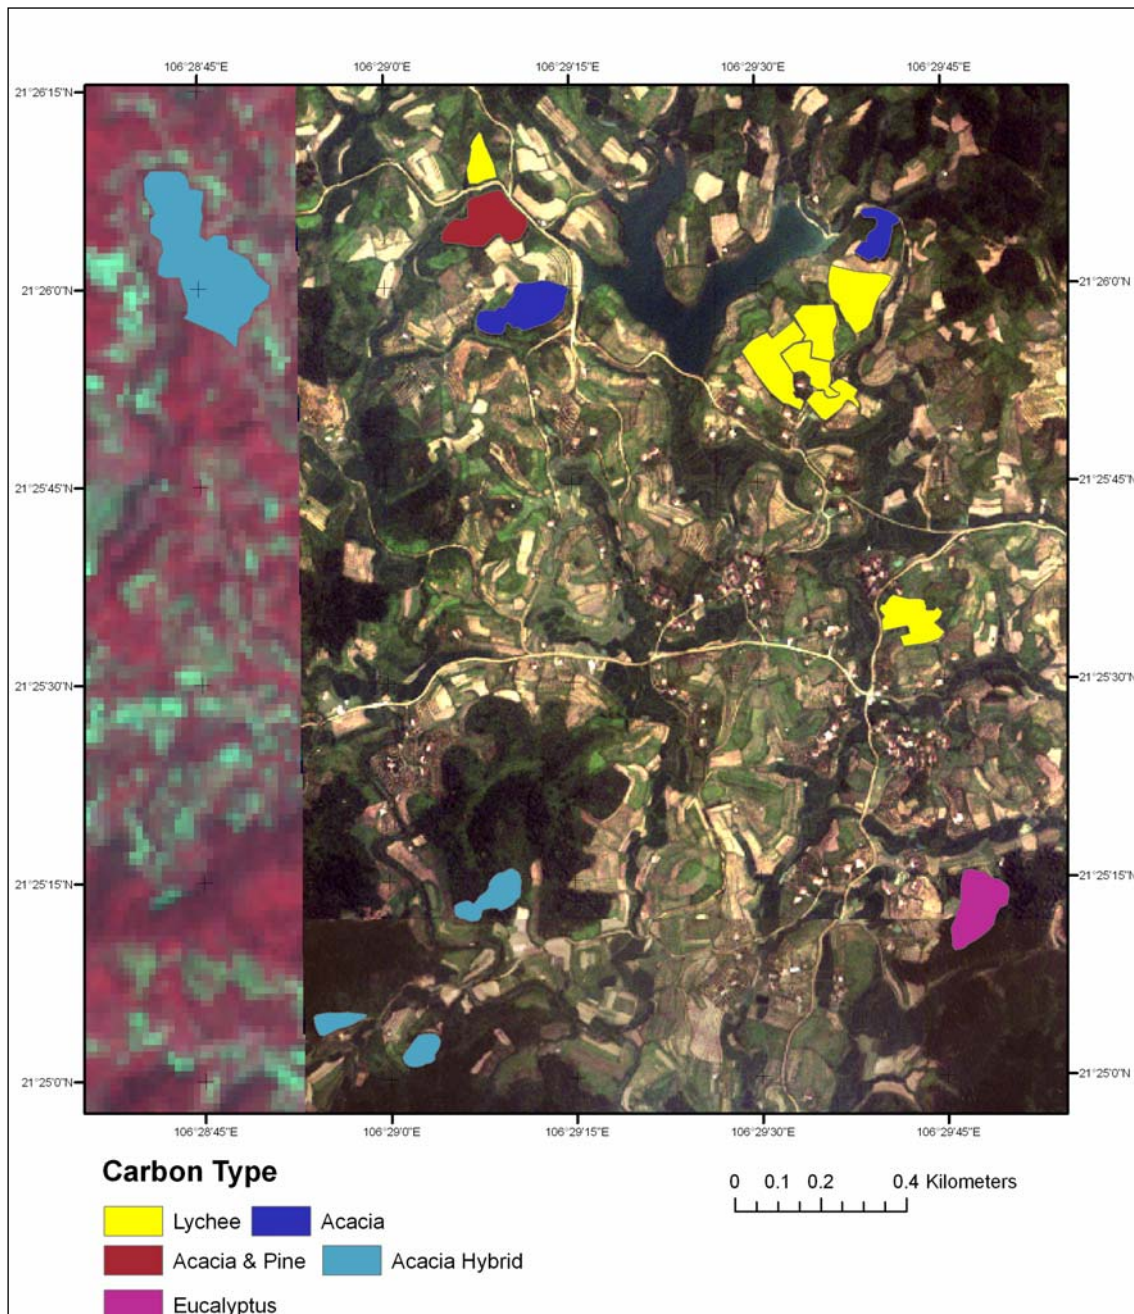 106°28'45"E 106°29'0"E 106°29'15"E 106°29'30"E 106°29'45"E
21°26'15"N
21°26'0"N 21°26'0"N
21°25'45"N 21°25'45"N
21°25'30"N 21°25'30"N
21°25'15"N 21°25'15"N
21°25'0"N 21°25'0"N
106°28'45"E 106°29'0"E 106°29'15"E 106°29'30"E 106°29'45"E
Carbon Type
0 0.1 0.2 0.4 Kilometers
Lychee Acacia
Acacia & Pine Acacia Hybrid
Eucalyptus